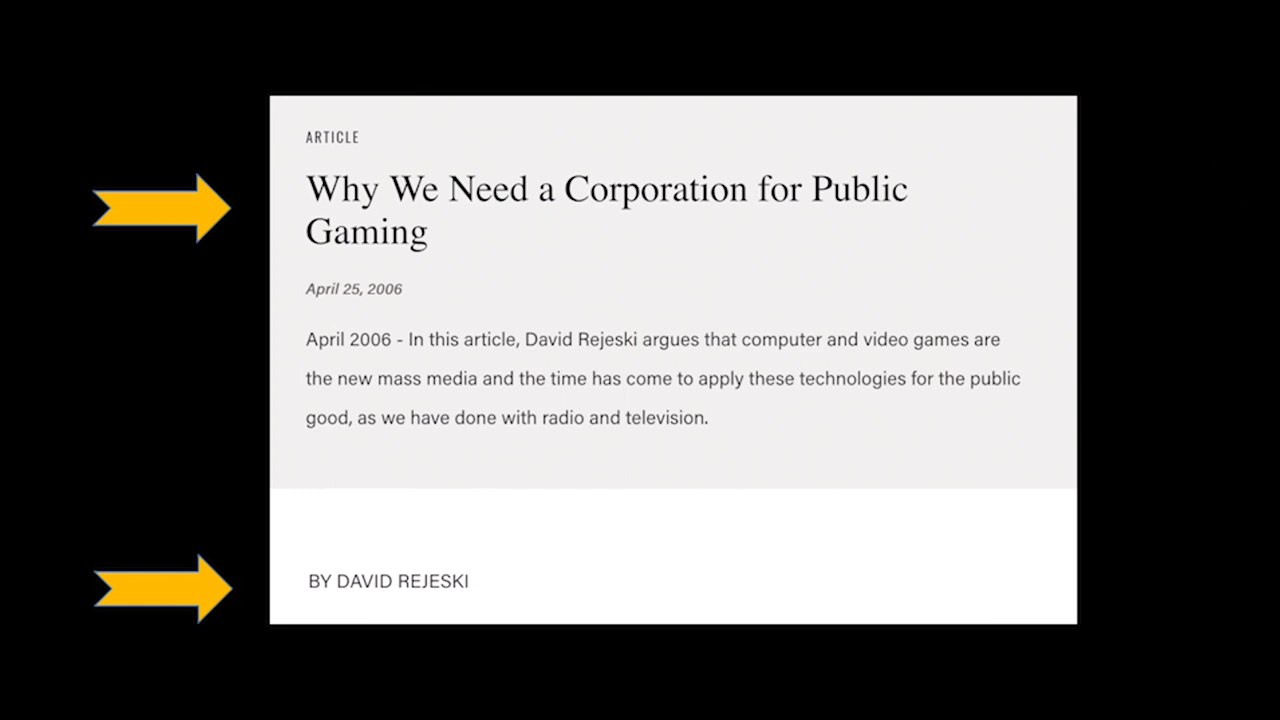 ARTICLE
Why We Need a Corporation for Public
Gaming
April 25, 2006
April 2006 - In this article, David Rejeski argues that computer and video games are
the new mass media and the time has come to apply these technologies for the public
good, as we have done with radio and television.
BY DAVID REJESKI